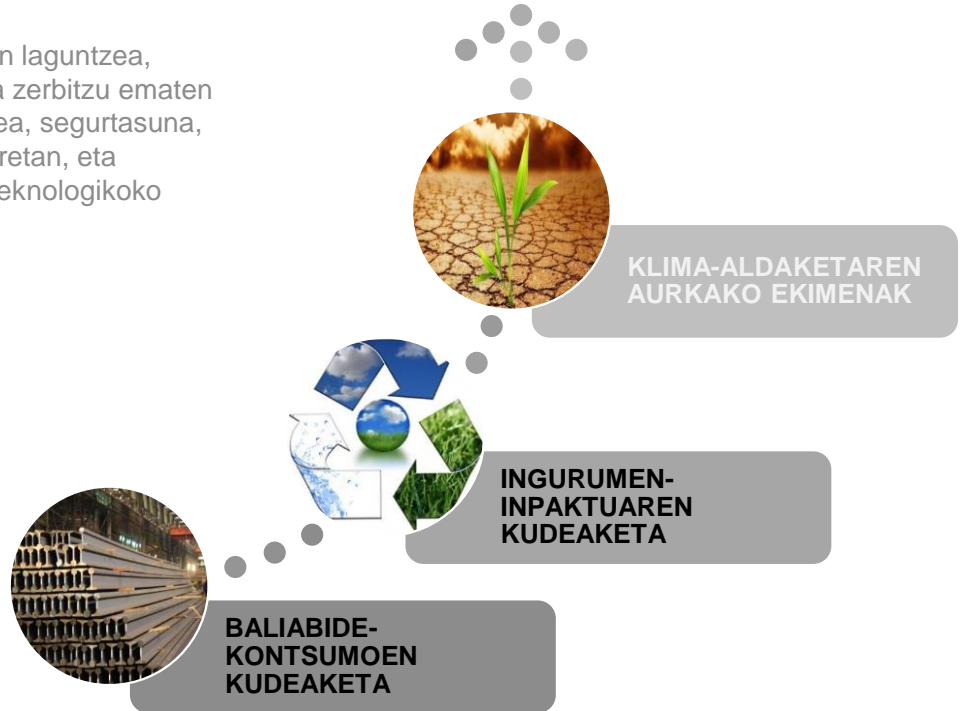 n laguntzea,
zerbitzu ematen
ea, segurtasuna,
retan, eta
eknologikoko
KLIMA-ALDAKETAREN
AURKAKO EKIMENAK
INGURUMEN-
INPAKTUAREN
KUDEAKETA
BALIABIDE-
KONTSUMOEN
KUDEAKETA